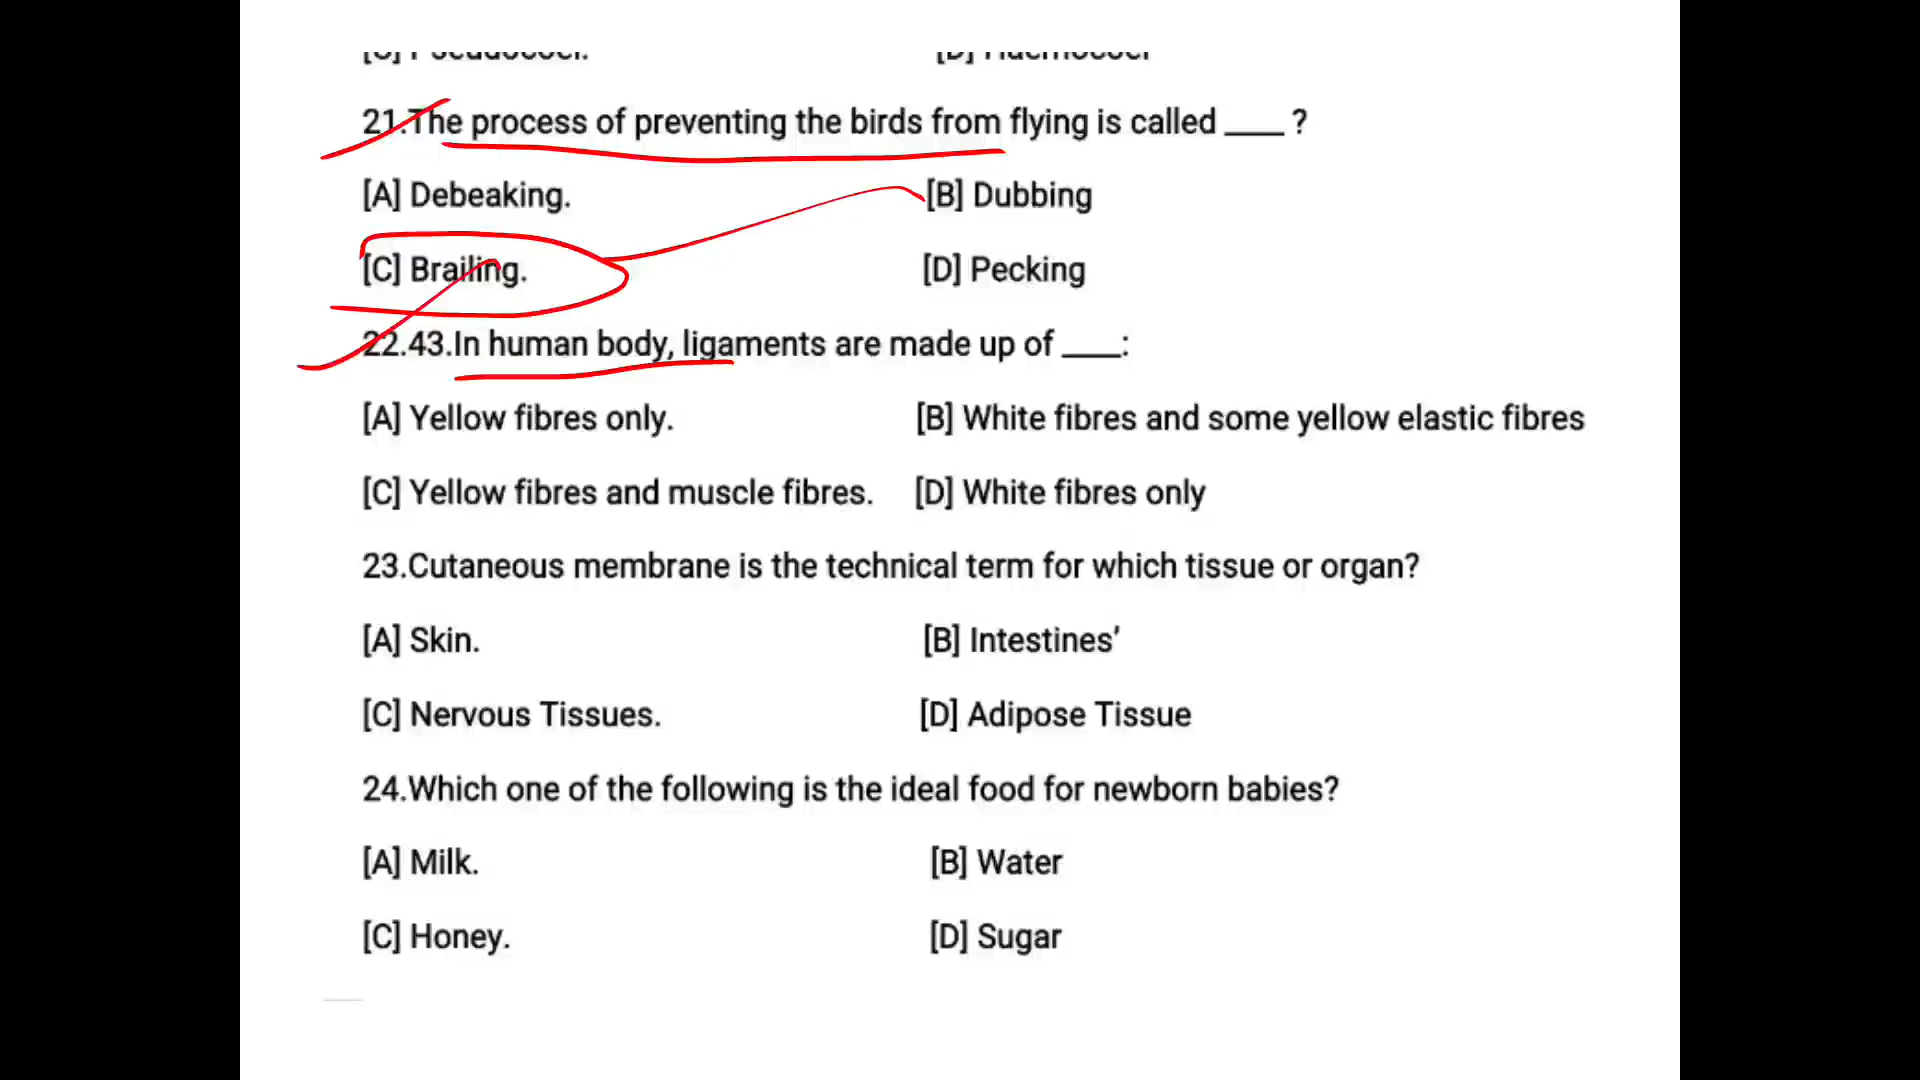 [C] Pseudocoel. [D] Haemocoel
21.The process of preventing the birds from flying is called ____ ?
[A] Debeaking. [B] Dubbing
[C] Brailing. [D] Pecking
22.43.In human body, ligaments are made up of ____:
[A] Yellow fibres only. [B] White fibres and some yellow elastic fibres
[C] Yellow fibres and muscle fibres. [D] White fibres only
23.Cutaneous membrane is the technical term for which tissue or organ?
[A] Skin. [B] Intestines’
[C] Nervous Tissues. [D] Adipose Tissue
24.Which one of the following is the ideal food for newborn babies?
[A] Milk. [B] Water
[C] Honey. [D] Sugar